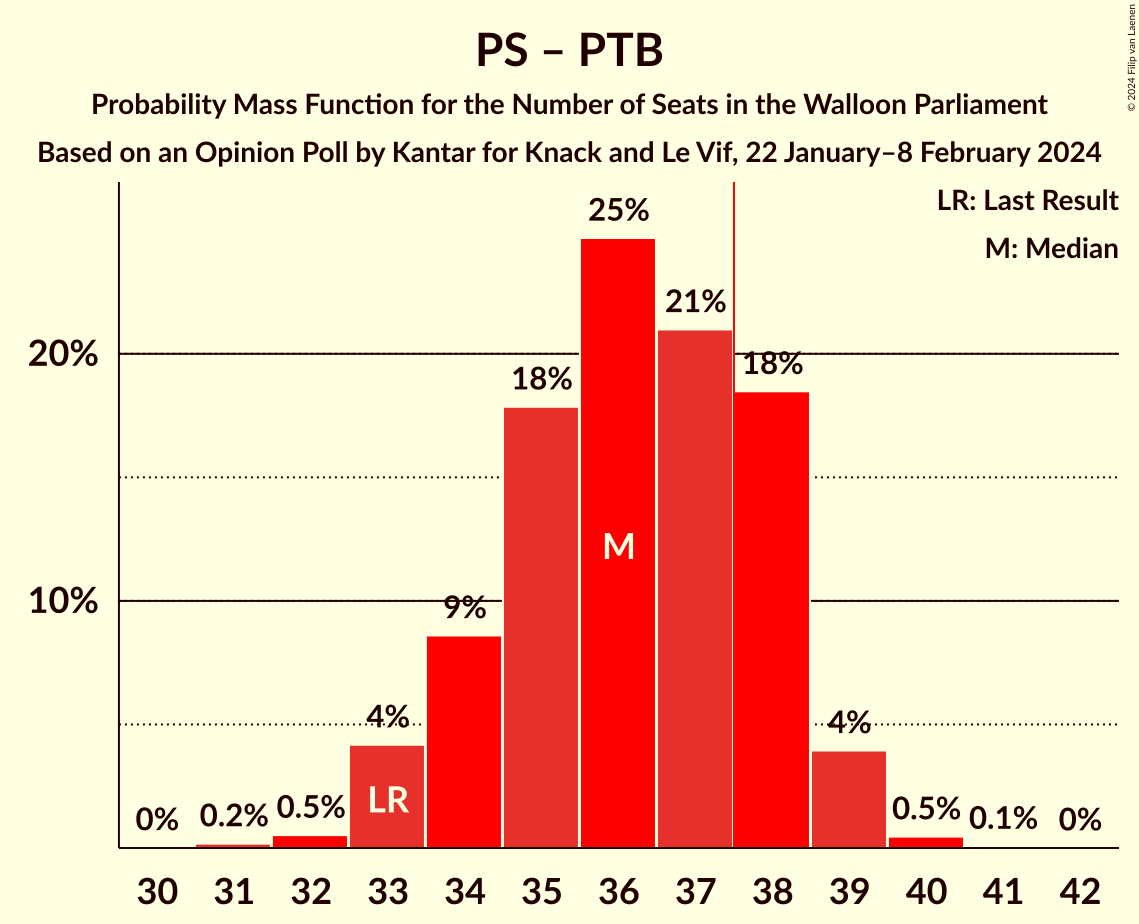 PS – PTB
Probability Mass Function for the Number of Seats in the Walloon Parliament
Based on an Opinion Poll by Kantar for Knack and Le Vif, 22 January–8 February 2024
© 2024 Filip van Laenen
LR: Last Result
M: Median
25%
21%
20%
18%
18%
M
10%
9%
4%
4%
LR
0%
0.2%
0.5%
0.5%
0.1%
0%
30 31 32 33 34 35 36 37 38 39 40 41 42